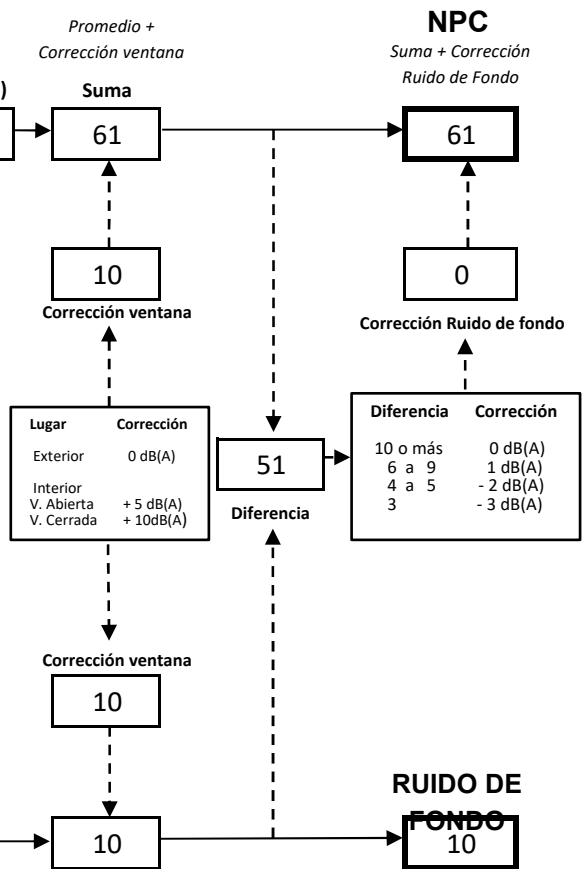 Promedio +
Corrección ventana
NPC
Suma + Corrección
Ruido de Fondo
)
Suma
61
61
10
Corrección ventana
0
Corrección Ruido de fondo
Lugar Corrección
Exterior 0 dB(A)
Interior
V. Abierta + 5 dB(A)
V. Cerrada + 10dB(A)
51
Diferencia
Diferencia Corrección
10 o más 0 dB(A)
6 a 9 1 dB(A)
4 a 5 - 2 dB(A)
3 - 3 dB(A)
Corrección ventana
10
10
RUIDO DE
FONDO
10